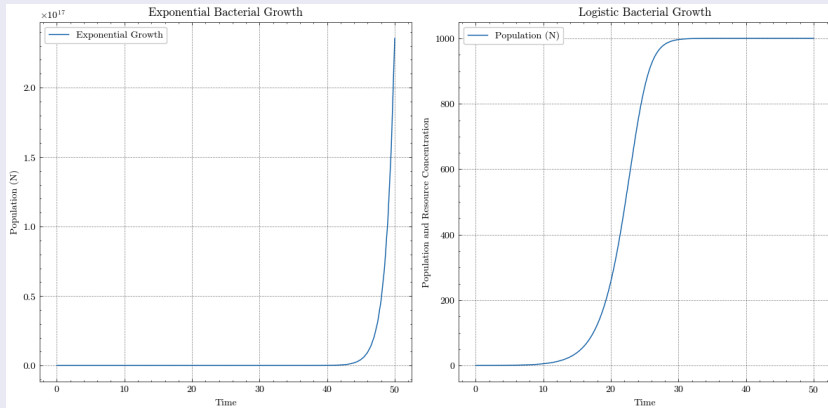 Exponential Bacterial Growth
×10¹⁷
Exponential Growth
2.0
1.5
1.0
0.5
0.0
Population (N)
0 10 20 30 40 50
Time
Logistic Bacterial Growth
Population (N)
1000
800
600
400
200
0
Population and Resource Concentration
0 10 20 30 40 50
Time